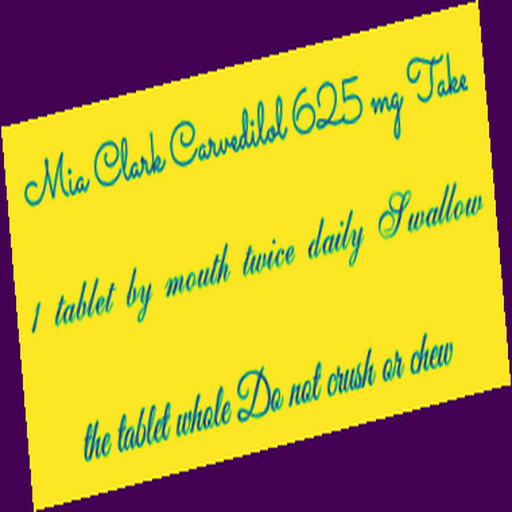 Mia Clark Carvedilol 625 mg Take
1 tablet by mouth twice daily Swallow
the tablet whole Do not crush or chew